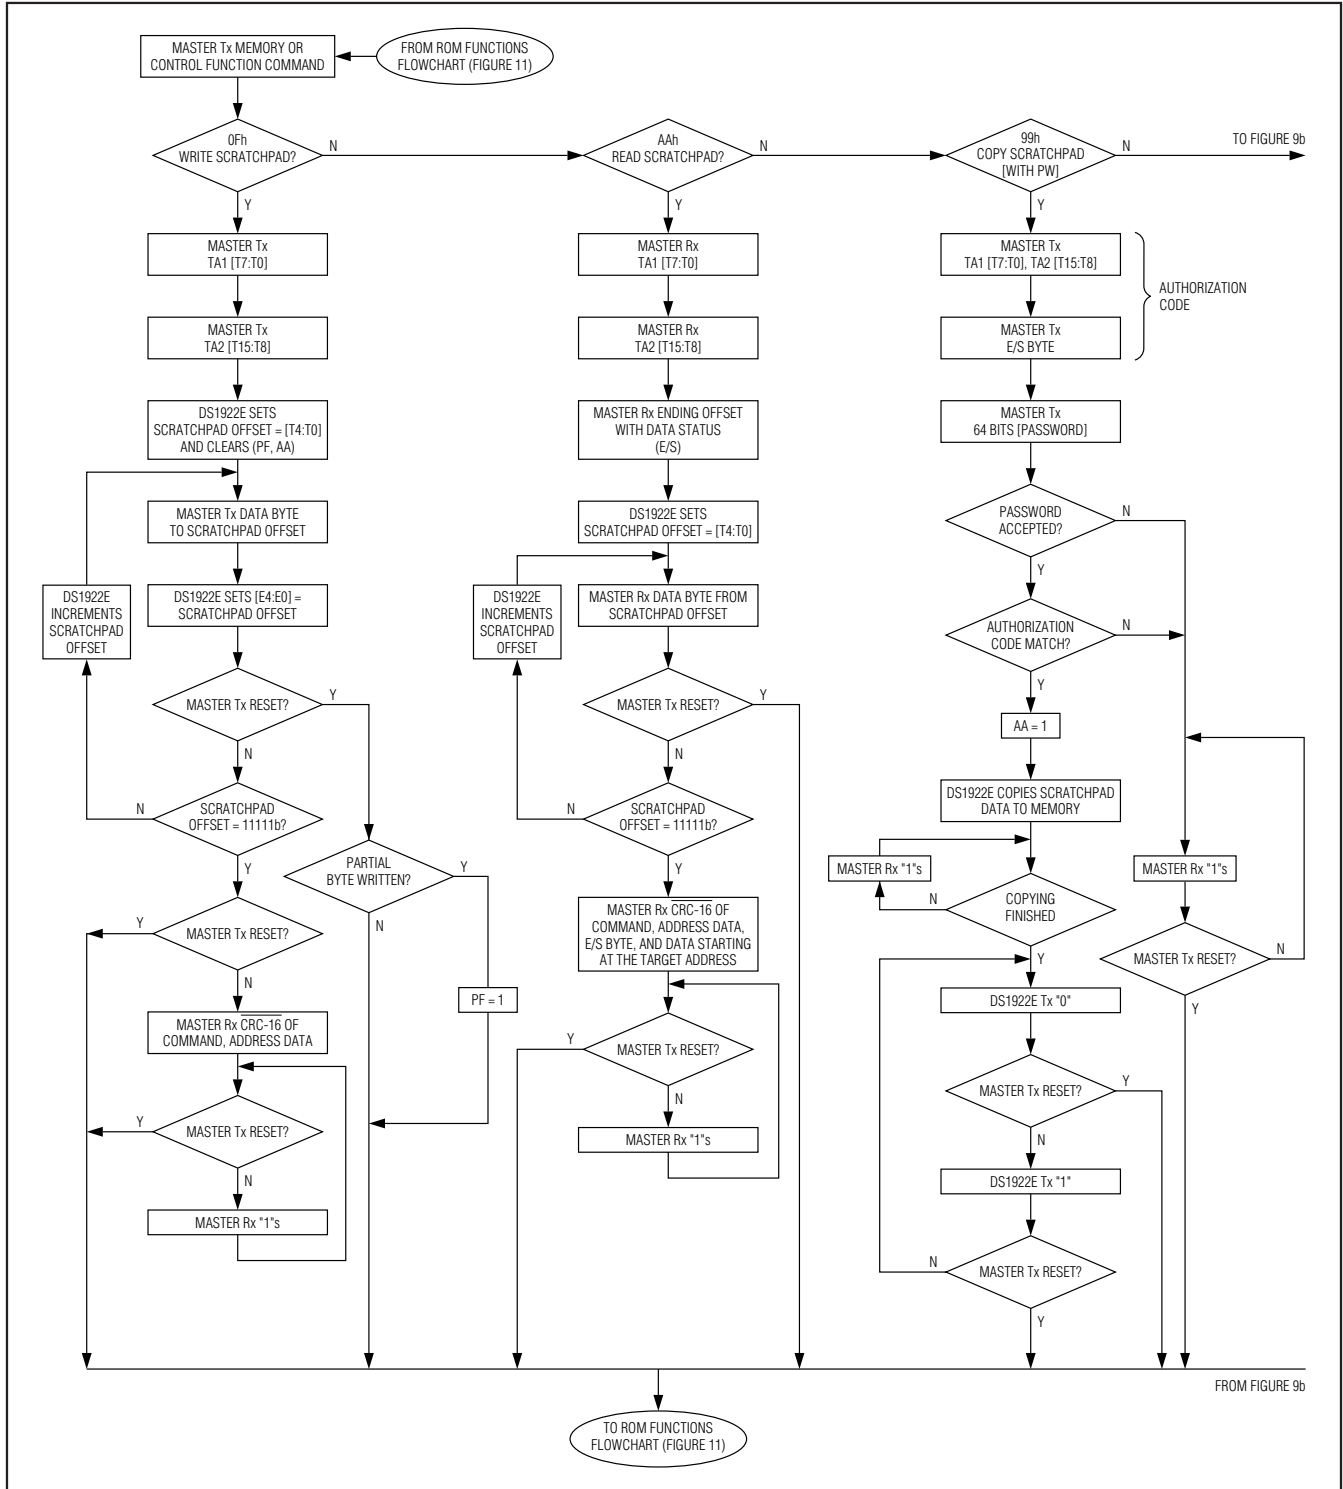 MASTER Tx MEMORY OR
CONTROL FUNCTION COMMAND
FROM ROM FUNCTIONS
FLOWCHART (FIGURE 11)
0Fh
WRITE SCRATCHPAD?
N
Y
AAh
READ SCRATCHPAD?
N
Y
99h
COPY SCRATCHPAD
[WITH PW]
N
Y
TO FIGURE 9b
MASTER Tx
TA1 [T7:T0]
MASTER Tx
TA2 [T15:T8]
DS1922E SETS
SCRATCHPAD OFFSET = [T4:T0]
AND CLEARS (PF, AA)
MASTER Tx DATA BYTE
TO SCRATCHPAD OFFSET
DS1922E SETS [E4:E0] =
SCRATCHPAD OFFSET
DS1922E
INCREMENTS
SCRATCHPAD
OFFSET
MASTER Tx RESET?
Y
N
SCRATCHPAD
OFFSET = 11111b?
N
Y
PARTIAL
BYTE WRITTEN?
Y
N
PF = 1
MASTER Tx RESET?
Y
N
MASTER Rx CRC-16 OF
COMMAND, ADDRESS DATA
MASTER Tx RESET?
Y
N
MASTER Rx "1"s
MASTER Rx
TA1 [T7:T0]
MASTER Rx
TA2 [T15:T8]
MASTER Rx ENDING OFFSET
WITH DATA STATUS
(E/S)
DS1922E SETS
SCRATCHPAD OFFSET = [T4:T0]
MASTER Rx DATA BYTE FROM
SCRATCHPAD OFFSET
DS1922E
INCREMENTS
SCRATCHPAD
OFFSET
MASTER Tx RESET?
Y
N
SCRATCHPAD
OFFSET = 11111b?
N
Y
MASTER Rx CRC-16 OF
COMMAND, ADDRESS DATA,
E/S BYTE, AND DATA STARTING
AT THE TARGET ADDRESS
MASTER Tx RESET?
Y
N
MASTER Rx "1"s
MASTER Tx
TA1 [T7:T0], TA2 [T15:T8]
MASTER Tx
E/S BYTE
AUTHORIZATION
CODE
MASTER Tx
64 BITS [PASSWORD]
PASSWORD
ACCEPTED?
N
Y
AUTHORIZATION
CODE MATCH?
N
Y
AA = 1
DS1922E COPIES SCRATCHPAD
DATA TO MEMORY
MASTER Rx "1"s
COPYING
FINISHED
N
Y
MASTER Rx "1"s
MASTER Tx RESET?
N
Y
DS1922E Tx "0"
MASTER Tx RESET?
Y
N
DS1922E Tx "1"
MASTER Tx RESET?
N
Y
FROM FIGURE 9b
TO ROM FUNCTIONS
FLOWCHART (FIGURE 11)